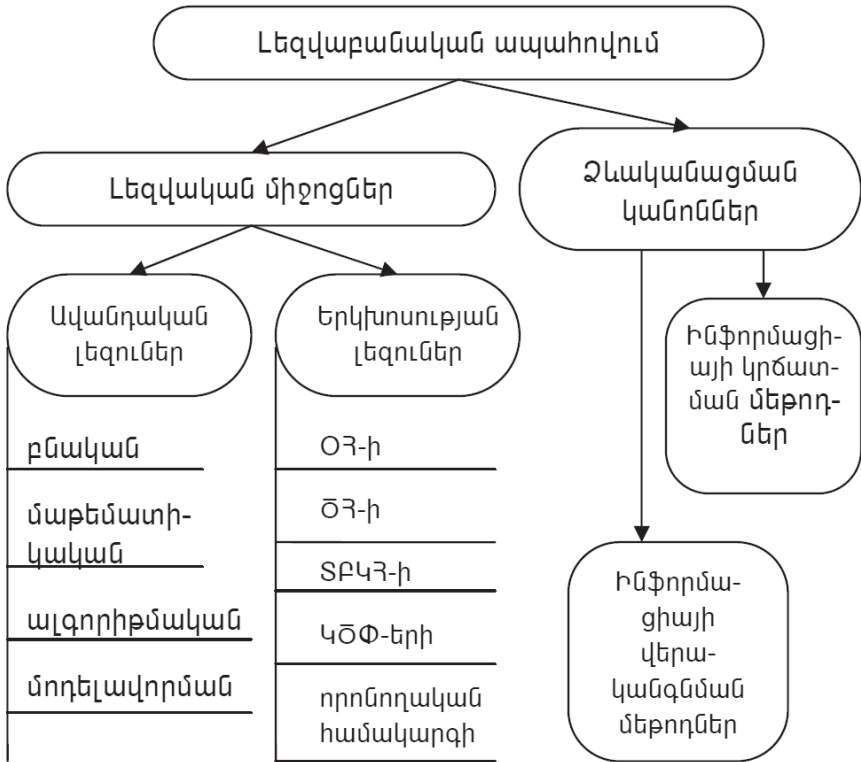 Լեզվաբանական ապահովում
Լեզվական միջոցներ
Ձևականացման
կանոններ
Ավանդական
լեզուներ
Երկխոսության
լեզուներ
Ինֆորմացի-
այի կրճատ-
ման մեթոդ-
ներ
բնական
մաթեմատի-
կական
ալգորիթմական
մոդելավորման
ՕՀ-ի
ԾՀ-ի
ՏԲԿՀ-ի
ԿԾՓ-երի
որոնողական
համակարգի
Ինֆորմա-
ցիայի
վերա-
կանգնման
մեթոդներ